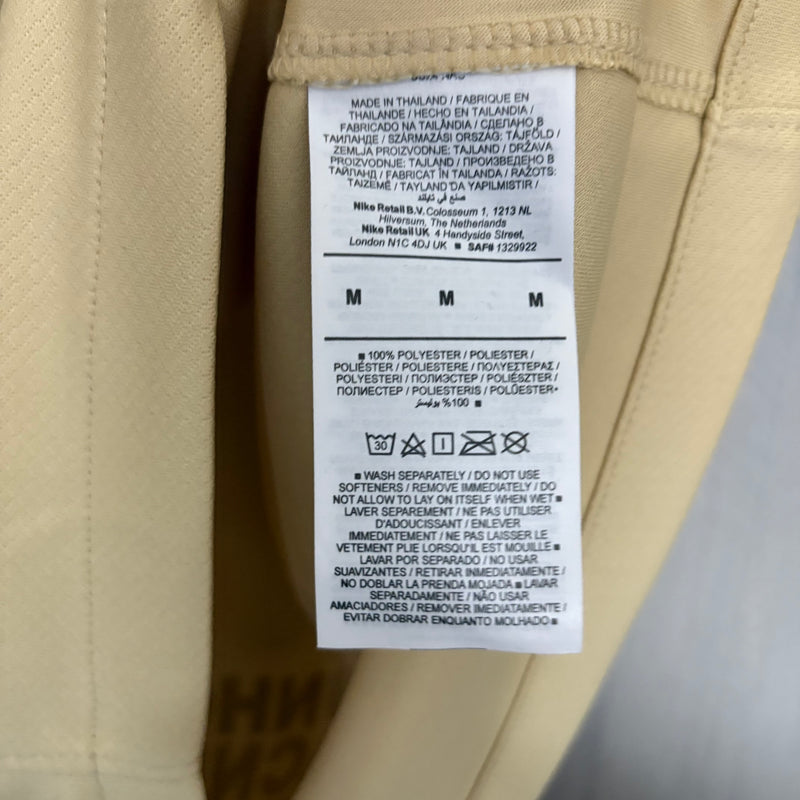 MADE IN THAILAND / FABRIQUE EN
THAILANDE / HECHO EN TAILANDIA /
FABRICADO NA TAILÂNDIA / СДЕЛАНО В
ТАИЛАНДЕ / SZÁRMAZÁSI ORSZÁG: TÁJFÖLD /
ZEMLJA PROIZVODNJE: TAJLAND / DRŽAVA
PROIZVODNJE: TAJLAND / ПРОИЗВЕДЕНО В
ТАЙЛАНД / FABRICAT ÎN TAILANDA / RAŽOTS:
TAIZEMĒ / TAYLAND'DA YAPILMIŞTIR /
صنع في تايلند
Nike Retail B.V. Colosseum 1, 1213 NL
Hilversum, The Netherlands
Nike Retail UK 4 Handyside Street,
London N1C 4DJ UK ■ SAF# 1329922
M M M
■ 100% POLYESTER / POLIESTER /
POLIÉSTER / POLIESTERE / ΠΟΛΥΕΣΤΕΡΑΣ /
POLYESTERI / ПОЛИЭСТЕР / POLIÉSZTER /
ПОЛИЕСТЕР / POLIESTERIS / POLÜESTER•
100% بوليستر ■
30
■ WASH SEPARATELY / DO NOT USE
SOFTENERS / REMOVE IMMEDIATELY / DO
NOT ALLOW TO LAY ON ITSELF WHEN WET ■
LAVER SEPAREMENT / NE PAS UTILISER
D'ADOUCISSANT / ENLEVER
IMMEDIATEMENT / NE PAS LAISSER LE
VETEMENT PLIE LORSQU'IL EST MOUILLE ■
LAVAR POR SEPARADO / NO USAR
SUAVIZANTES / RETIRAR INMEDIATAMENTE /
NO DOBLAR LA PRENDA MOJADA ■ LAVAR
SEPARADAMENTE / NÃO USAR
AMACIADORES / REMOVER IMEDIATAMENTE /
EVITAR DOBRAR ENQUANTO MOLHADO ■